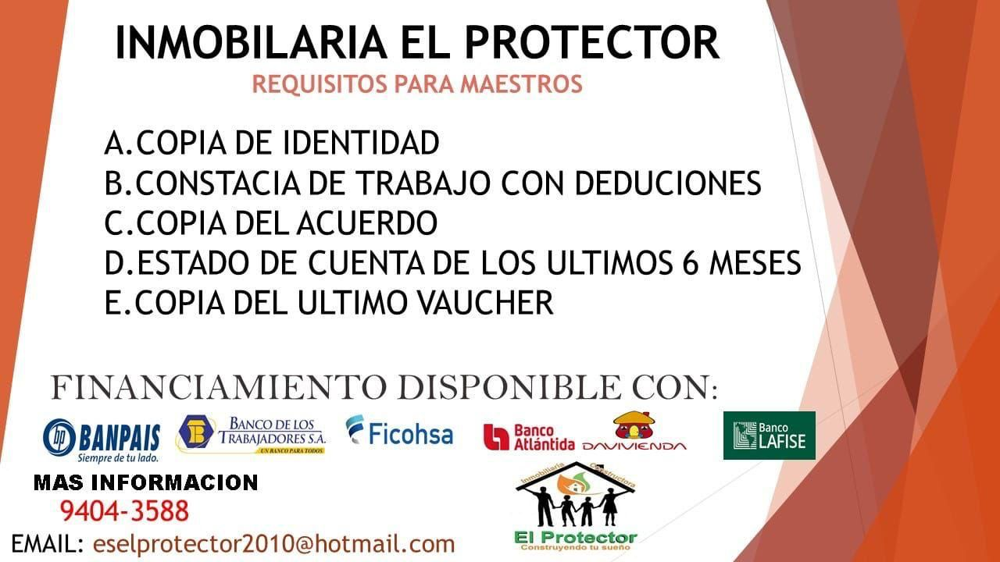 INMOBILARIA EL PROTECTOR
REQUISITOS PARA MAESTROS
A.COPIA DE IDENTIDAD
B.CONSTACIA DE TRABAJO CON DEDUCIONES
C.COPIA DEL ACUERDO
D.ESTADO DE CUENTA DE LOS ULTIMOS 6 MESES
E.COPIA DEL ULTIMO VAUCHER
FINANCIAMIENTO DISPONIBLE CON:
bp BANPAIS
Siempre de tu lado.
BANCO DE LOS
TRABAJADORES S.A.
UN BANCO PARA TODOS
Ficohsa
Banco
Atlántida
DAVIVIENDA
Banco
LAFISE
MAS INFORMACION
9404-3588
EMAIL: eselprotector2010@hotmail.com
Inmobiliaria Constructora
El Protector
Construyendo tu sueño